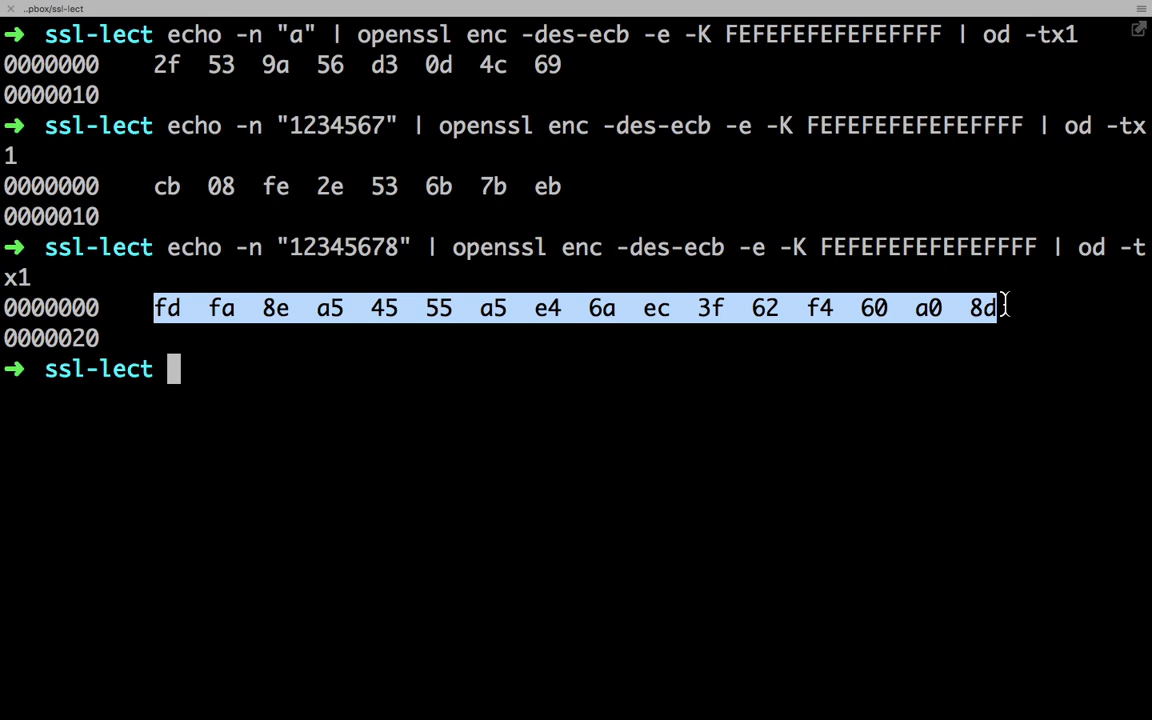 ..pbox/ssl-lect
➜ ssl-lect echo -n "a" | openssl enc -des-ecb -e -K FEFEFEFEFEFEFFFF | od -tx1
0000000 2f 53 9a 56 d3 0d 4c 69
0000010
➜ ssl-lect echo -n "1234567" | openssl enc -des-ecb -e -K FEFEFEFEFEFEFFFF | od -tx
1
0000000 cb 08 fe 2e 53 6b 7b eb
0000010
➜ ssl-lect echo -n "12345678" | openssl enc -des-ecb -e -K FEFEFEFEFEFEFFFF | od -t
x1
0000000 fd fa 8e a5 45 55 a5 e4 6a ec 3f 62 f4 60 a0 8d
0000020
➜ ssl-lect